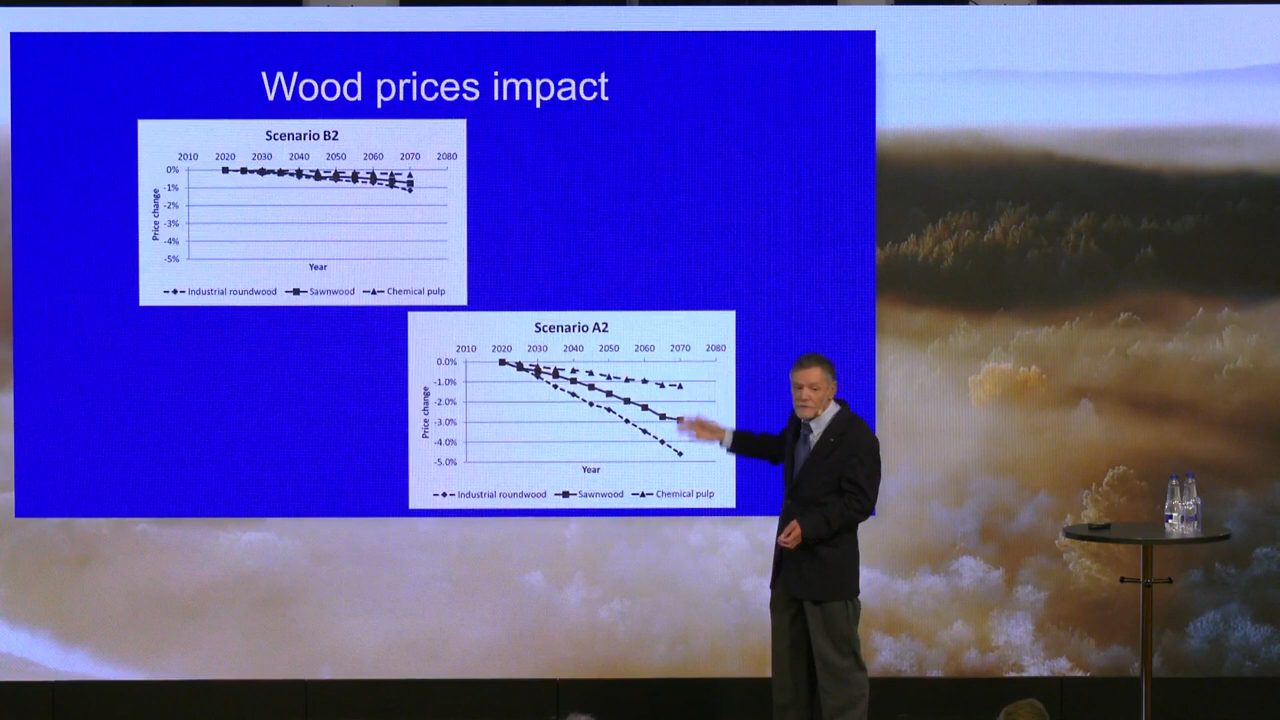 Wood prices impact
Scenario B2
2010 2020 2030 2040 2050 2060 2070 2080
0%
-1%
-2%
-3%
-4%
-5%
Price change
Year
Industrial roundwood Sawnwood Chemical pulp
Scenario A2
2010 2020 2030 2040 2050 2060 2070 2080
0.0%
-1.0%
-2.0%
-3.0%
-4.0%
-5.0%
Price change
Year
Industrial roundwood Sawnwood Chemical pulp